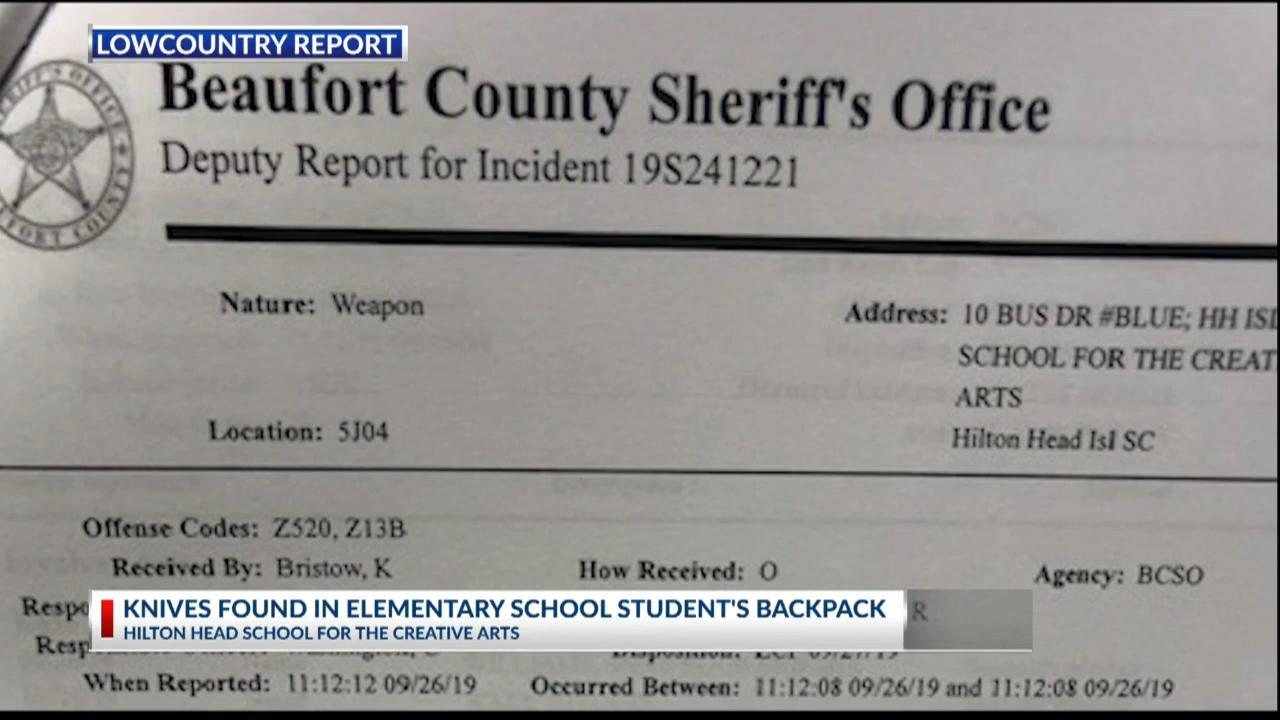 LOWCOUNTRY REPORT
Beaufort County Sheriff's Office
Deputy Report for Incident 19S241221
Nature: Weapon
Address: 10 BUS DR #BLUE; HH ISL
SCHOOL FOR THE CREAT
ARTS
Location: 5J04
Hilton Head Isl SC
Offense Codes: Z520, Z13B
Received By: Bristow, K
How Received: O
Agency: BCSO
Respo
R
KNIVES FOUND IN ELEMENTARY SCHOOL STUDENT'S BACKPACK
HILTON HEAD SCHOOL FOR THE CREATIVE ARTS
Resp
When Reported: 11:12:12 09/26/19
Occurred Between: 11:12:08 09/26/19 and 11:12:08 09/26/19